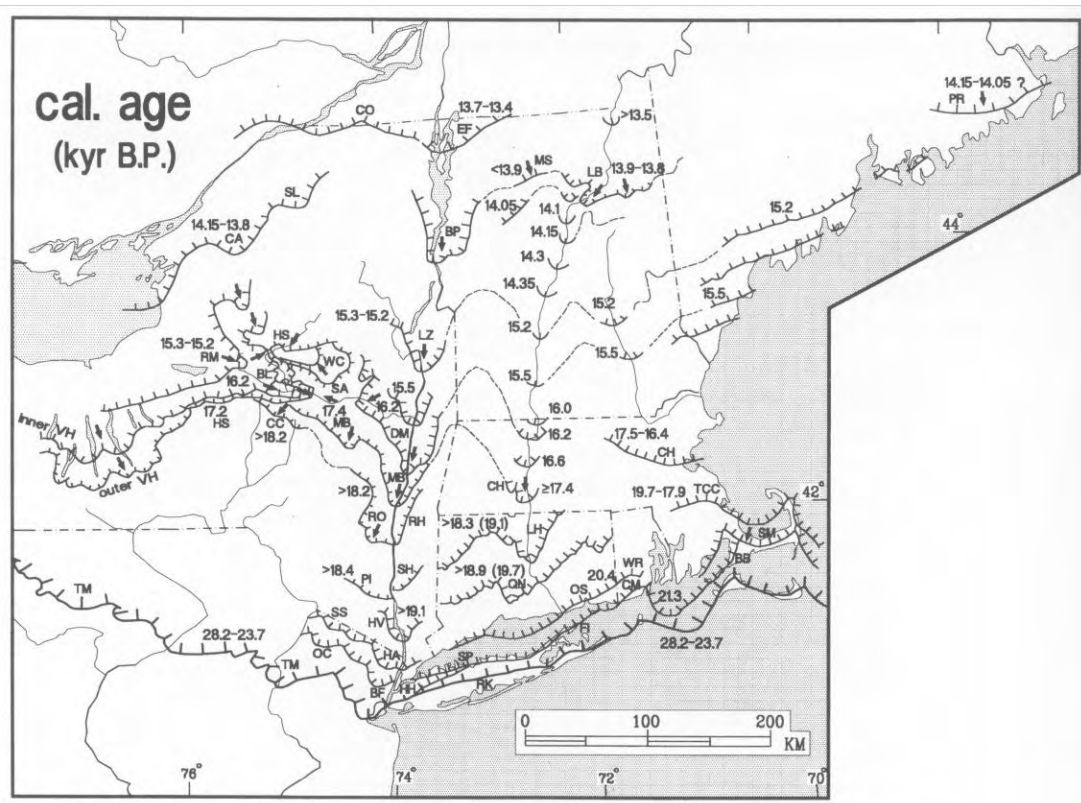 cal. age
(kyr B.P.)
14.15-14.05 ?
PR
CO
13.7-13.4
EF
>13.5
MS
<13.9
LB
13.9-13.8
SL
14.05
14.1
15.2
14.15-13.8
CA
BP
14.15
44°
14.3
14.35
15.3-15.2
15.2
15.5
HS
LZ
15.3-15.2
15.2
RM
WC
BL
SA
15.5
15.5
15.5
16.2
16.2
17.2
HS
17.4
MB
16.0
Inner VH
CC
>18.2
DM
16.2
17.5-16.4
CH
outer VH
16.6
MB
CH
≥17.4
>18.2
19.7-17.9
TCC
42°
RO
RH
>18.3 (19.1)
LH
SM
BB
>18.4
PI
SH
>18.9 (19.7)
QN
WR
20.4
CM
OS
TM
SS
HV
>19.1
21.3
28.2-23.7
OC
HA
FI
28.2-23.7
TM
SP
BF
HH
RK
0 100 200
KM
76°
74°
72°
70°